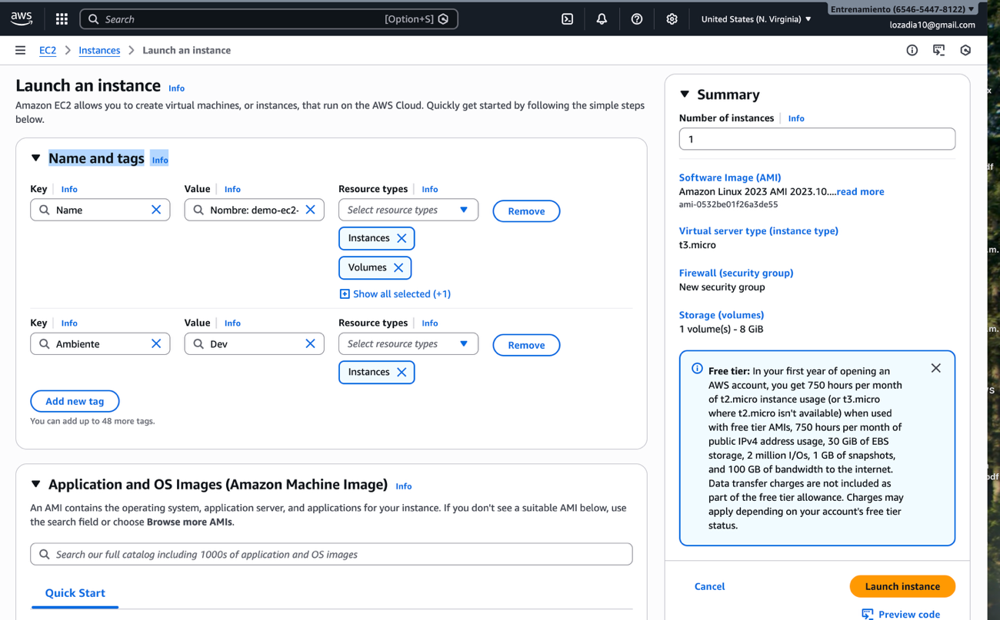 aws
Search
[Option+S]
United States (N. Virginia)
Entrenamiento (6546-5447-8122)
lozadia10@gmail.com
EC2
Instances
Launch an instance
Launch an instance Info
Amazon EC2 allows you to create virtual machines, or instances, that run on the AWS Cloud. Quickly get started by following the simple steps
below.
Name and tags Info
Key Info
Value Info
Resource types Info
Name
Nombre: demo-ec2-
Select resource types
Remove
Instances
Volumes
Show all selected (+1)
Key Info
Value Info
Resource types Info
Ambiente
Dev
Select resource types
Remove
Instances
Add new tag
You can add up to 48 more tags.
Application and OS Images (Amazon Machine Image) Info
An AMI contains the operating system, application server, and applications for your instance. If you don't see a suitable AMI below, use
the search field or choose Browse more AMIs.
Search our full catalog including 1000s of application and OS images
Quick Start
Summary
Number of instances Info
1
Software Image (AMI)
Amazon Linux 2023 AMI 2023.10....read more
ami-0532be01f26a3de55
Virtual server type (instance type)
t3.micro
Firewall (security group)
New security group
Storage (volumes)
1 volume(s) - 8 GiB
Free tier: In your first year of opening an
AWS account, you get 750 hours per month
of t2.micro instance usage (or t3.micro
where t2.micro isn't available) when used
with free tier AMIs, 750 hours per month of
public IPv4 address usage, 30 GiB of EBS
storage, 2 million I/Os, 1 GB of snapshots,
and 100 GB of bandwidth to the internet.
Data transfer charges are not included as
part of the free tier allowance. Charges may
apply depending on your account's free tier
status.
Cancel
Launch instance
Preview code